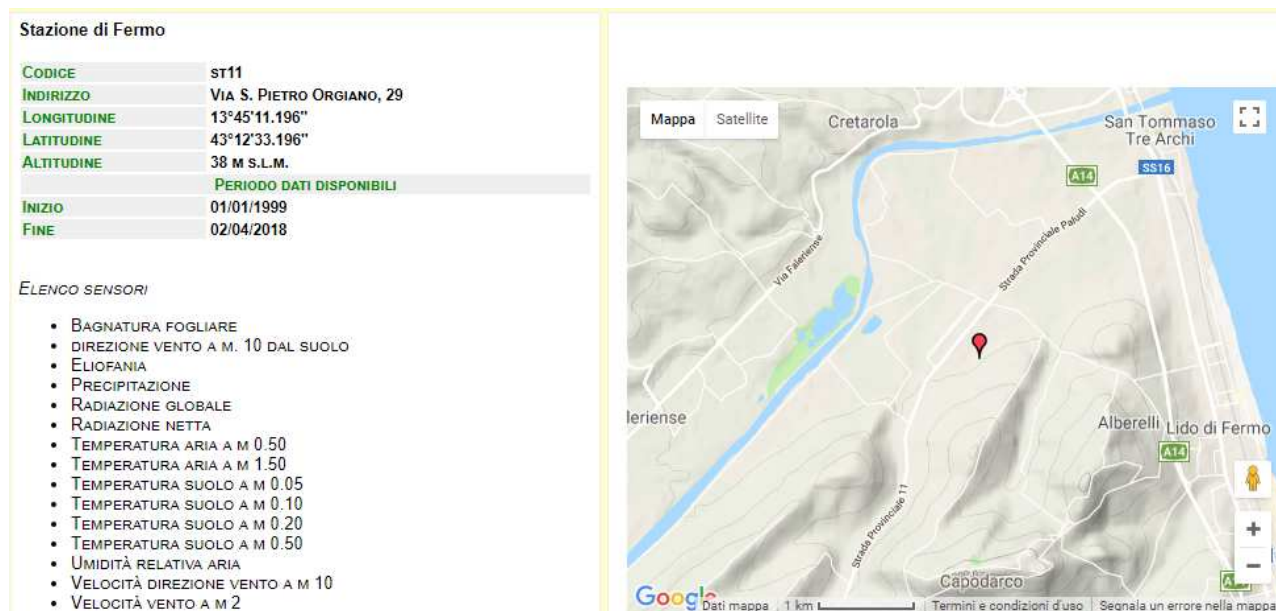 Stazione di Fermo
CODICE ST11
INDIRIZZO VIA S. PIETRO ORGIANO, 29
LONGITUDINE 13°45'11.196"
LATITUDINE 43°12'33.196"
ALTITUDINE 38 M S.L.M.
PERIODO DATI DISPONIBILI
INIZIO 01/01/1999
FINE 02/04/2018
ELENCO SENSORI
• BAGNATURA FOGLIARE
• DIREZIONE VENTO A M. 10 DAL SUOLO
• ELIOFANIA
• PRECIPITAZIONE
• RADIAZIONE GLOBALE
• RADIAZIONE NETTA
• TEMPERATURA ARIA A M 0.50
• TEMPERATURA ARIA A M 1.50
• TEMPERATURA SUOLO A M 0.05
• TEMPERATURA SUOLO A M 0.10
• TEMPERATURA SUOLO A M 0.20
• TEMPERATURA SUOLO A M 0.50
• UMIDITÀ RELATIVA ARIA
• VELOCITÀ DIREZIONE VENTO A M 10
• VELOCITÀ VENTO A M 2
Mappa Satellite
Cretarola
San Tommaso
Tre Archi
SS16
A14
Strada Provinciale Paludi
Via Faleriense
leriense
Alberelli
Lido di Fermo
A14
Strada Provinciale 11
Capodarco
Google
Dati mappa 1 km Termini e condizioni d'uso Segnala un errore nella mappa